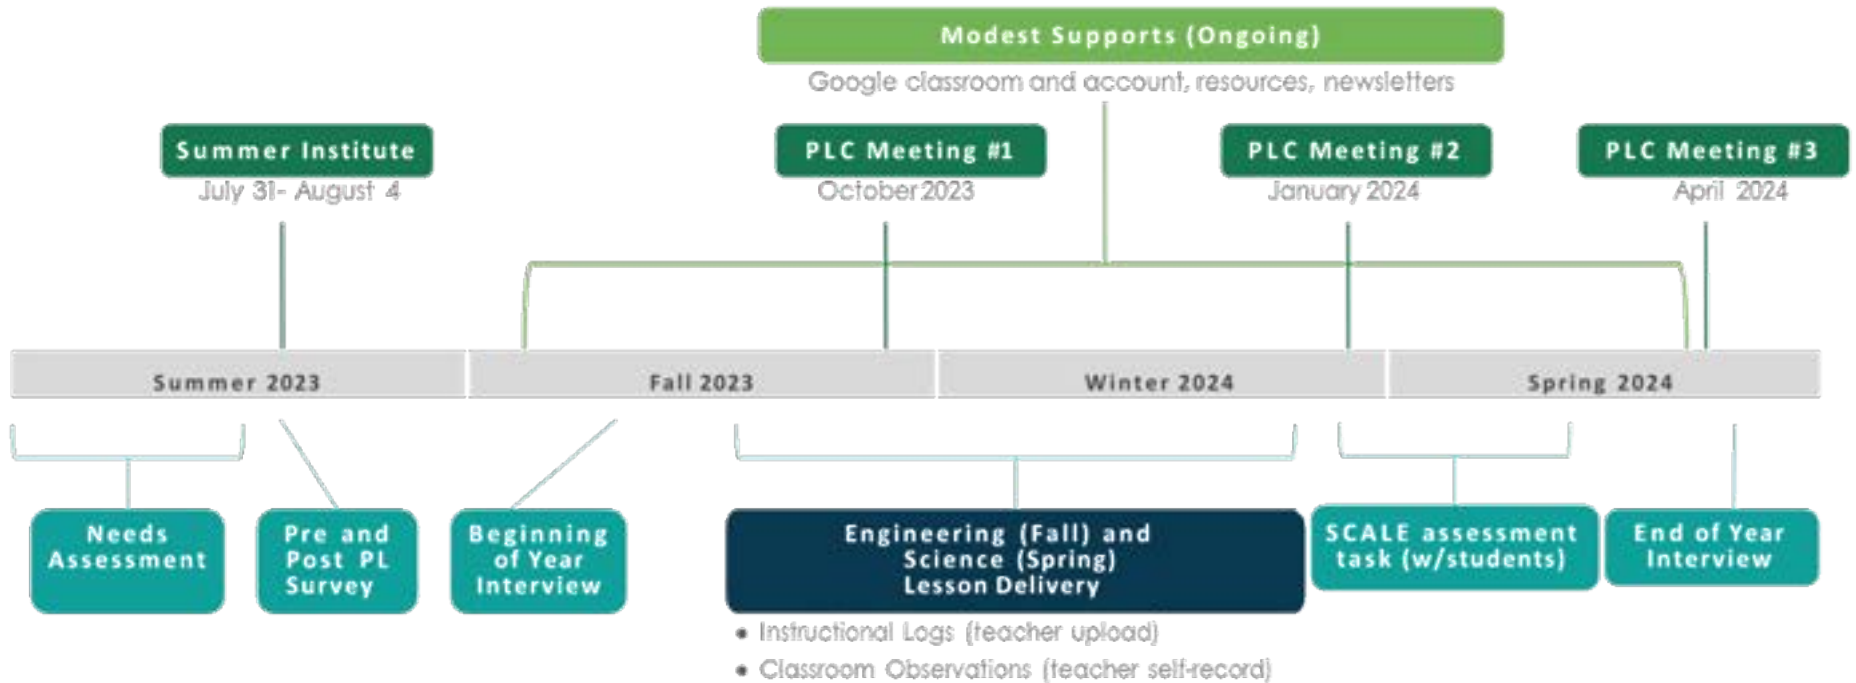 Modest Supports (Ongoing)
Google classroom and account, resources, newsletters
Summer Institute
July 31- August 4
PLC Meeting #1
October 2023
PLC Meeting #2
January 2024
PLC Meeting #3
April 2024
Summer 2023
Fall 2023
Winter 2024
Spring 2024
Needs
Assessment
Pre and
Post PL
Survey
Beginning
of Year
Interview
Engineering (Fall) and
Science (Spring)
Lesson Delivery
• Instructional Logs (teacher upload)
• Classroom Observations (teacher self-record)
SCALE assessment
task (w/students)
End of Year
Interview